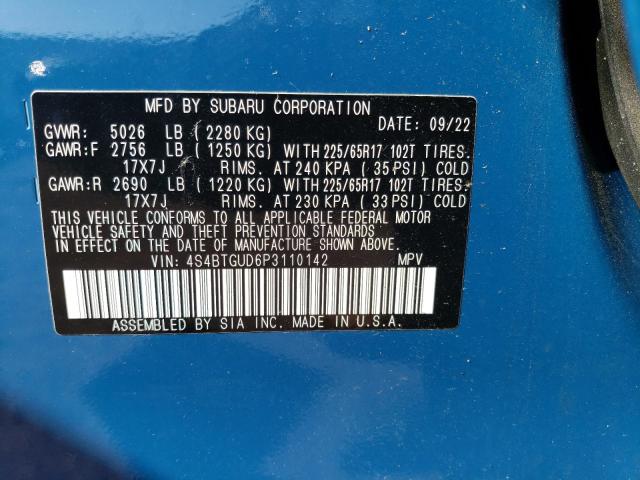 MFD BY SUBARU CORPORATION
GVWR: 5026 LB (2280 KG) DATE: 09/22
GAWR:F 2756 LB (1250 KG) WITH 225/65R17 102T TIRES.
17X7J RIMS. AT 240 KPA (35 PSI) COLD
GAWR:R 2690 LB (1220 KG) WITH 225/65R17 102T TIRES.
17X7J RIMS. AT 230 KPA (33 PSI) COLD
THIS VEHICLE CONFORMS TO ALL APPLICABLE FEDERAL MOTOR
VEHICLE SAFETY AND THEFT PREVENTION STANDARDS
IN EFFECT ON THE DATE OF MANUFACTURE SHOWN ABOVE.
VIN: 4S4BTGUD6P3110142 MPV
ASSEMBLED BY SIA INC. MADE IN U.S.A.